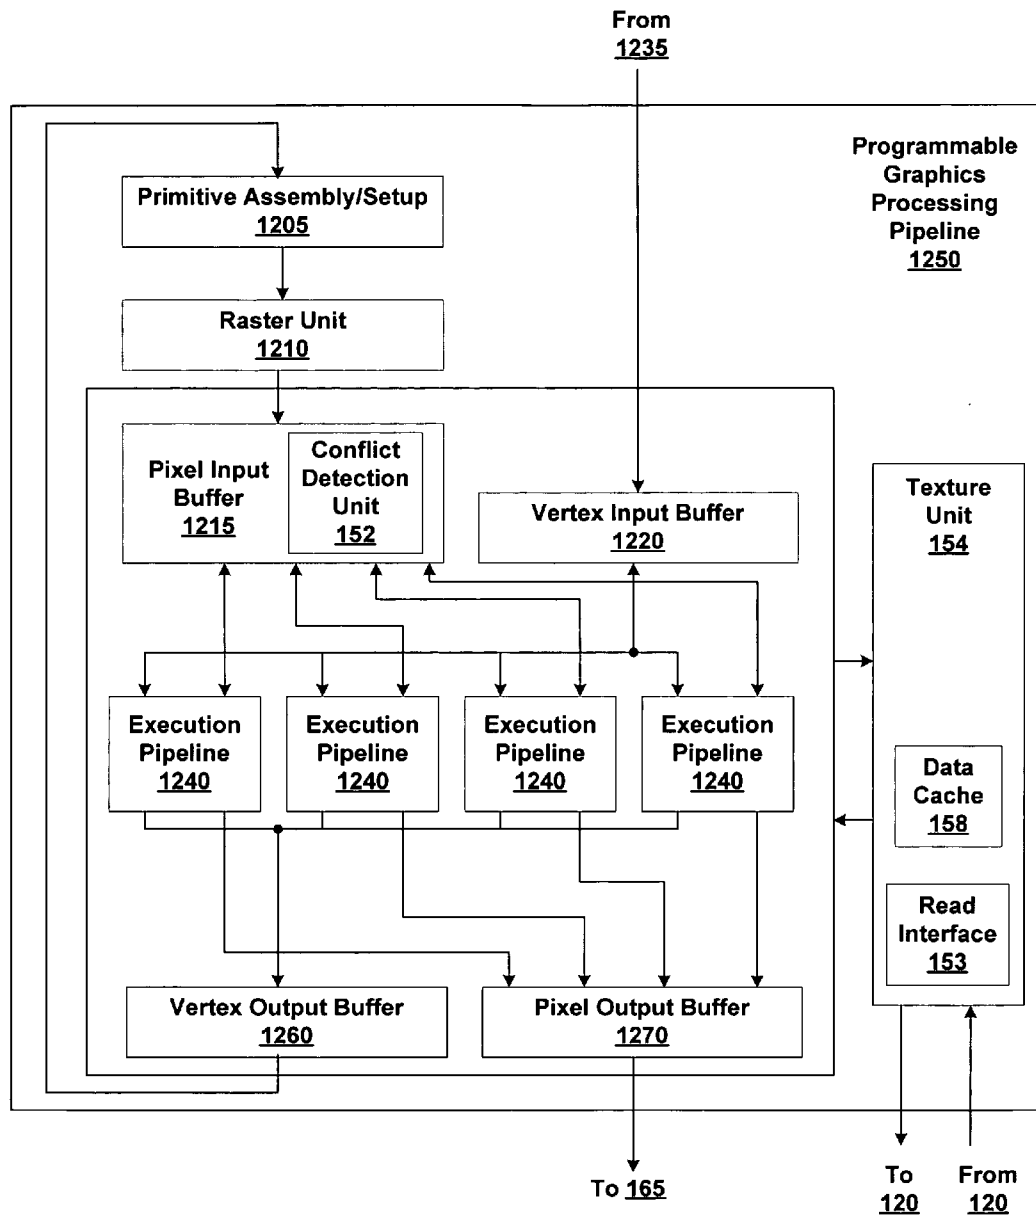 From
1235
Programmable
Graphics
Processing
Pipeline
1250
Primitive Assembly/Setup
1205
Raster Unit
1210
Pixel Input
Buffer
1215
Conflict
Detection
Unit
152
Vertex Input Buffer
1220
Texture
Unit
154
Execution
Pipeline
1240
Execution
Pipeline
1240
Execution
Pipeline
1240
Execution
Pipeline
1240
Data
Cache
158
Read
Interface
153
Vertex Output Buffer
1260
Pixel Output Buffer
1270
To 165
To
120
From
120